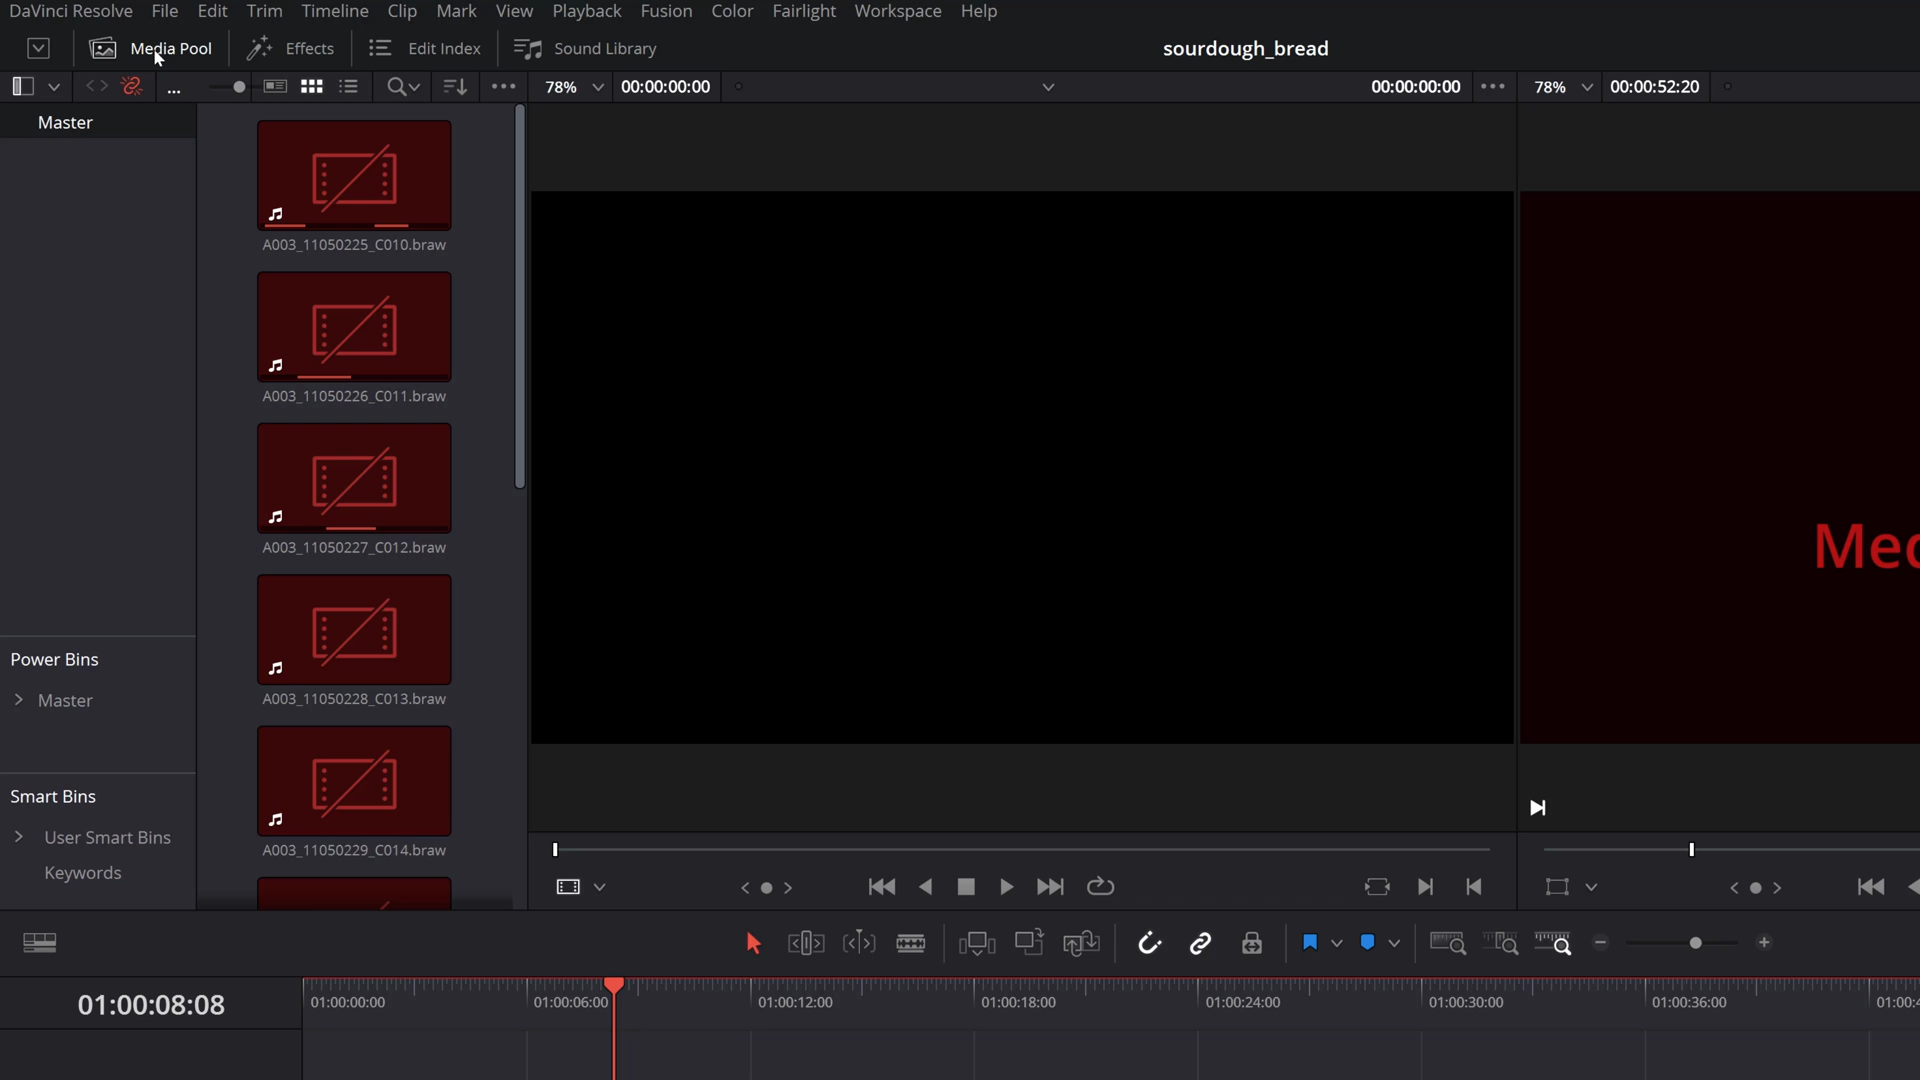 DaVinci Resolve File Edit Trim Timeline Clip Mark View Playback Fusion Color Fairlight Workspace Help
Media Pool Effects Edit Index Sound Library sourdough_bread
... 78% 00:00:00:00 00:00:00:00 78% 00:00:52:20
Master
A003_11050225_C010.braw
A003_11050226_C011.braw
A003_11050227_C012.braw
Med
Power Bins
Master
A003_11050228_C013.braw
Smart Bins
User Smart Bins
A003_11050229_C014.braw
Keywords
01:00:08:08 01:00:00:00 01:00:06:00 01:00:12:00 01:00:18:00 01:00:24:00 01:00:30:00 01:00:36:00